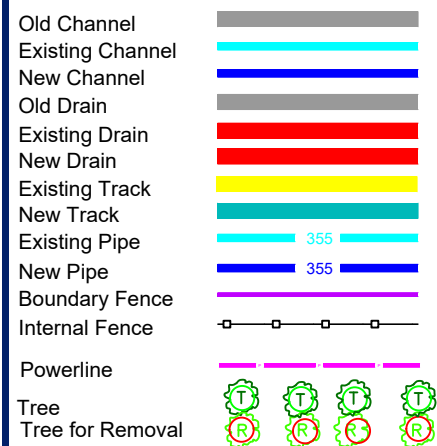 Old Channel
Existing Channel
New Channel
Old Drain
Existing Drain
New Drain
Existing Track
New Track
Existing Pipe 355
New Pipe 355
Boundary Fence
Internal Fence
Powerline
Tree T T T T
Tree for Removal R R R R